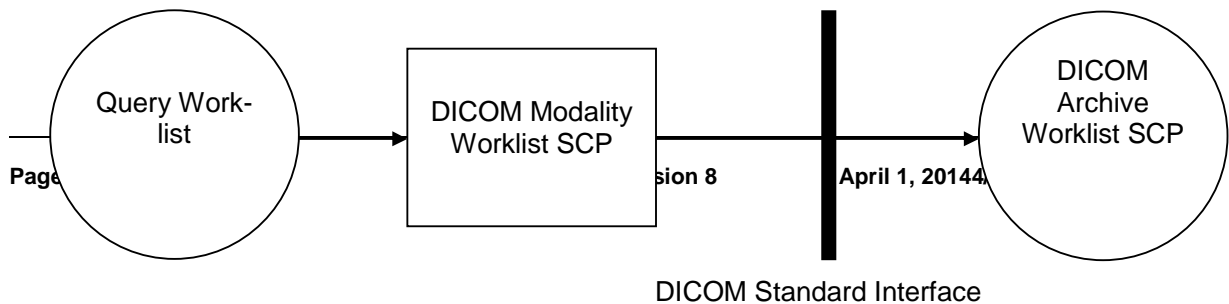 Query Work-
list
DICOM Modality
Worklist SCP
DICOM
Archive
Worklist SCP
Page sion 8 April 1, 20144
DICOM Standard Interface